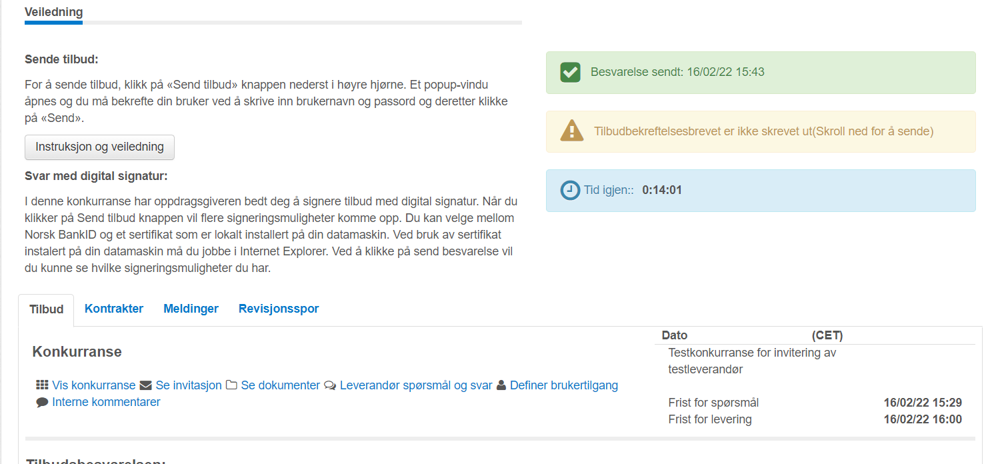 Veiledning
Sende tilbud:
For å sende tilbud, klikk på «Send tilbud» knappen nederst i høyre hjørne. Et popup-vindu
åpnes og du må bekrefte din bruker ved å skrive inn brukernavn og passord og deretter klikke
på «Send».
Instruksjon og veiledning
Svar med digital signatur:
I denne konkurranse har oppdragsgiveren bedt deg å signere tilbud med digital signatur. Når du
klikker på Send tilbud knappen vil flere signeringsmuligheter komme opp. Du kan velge mellom
Norsk BankID og et sertifikat som er lokalt installert på din datamaskin. Ved bruk av sertifikat
instalert på din datamaskin må du jobbe i Internet Explorer. Ved å klikke på send besvarelse vil
du kunne se hvilke signeringsmuligheter du har.
Besvarelse sendt: 16/02/22 15:43
Tilbudbekreftelsesbrevet er ikke skrevet ut(Skroll ned for å sende)
Tid igjen:: 0:14:01
Tilbud Kontrakter Meldinger Revisjonsspor
Konkurranse
Vis konkurranse Se invitasjon Se dokumenter Leverandør spørsmål og svar Definer brukertilgang
Interne kommentarer
Dato (CET)
Testkonkurranse for invitering av
testleverandør
Frist for spørsmål 16/02/22 15:29
Frist for levering 16/02/22 16:00
Tilbudsbesvarelsen: